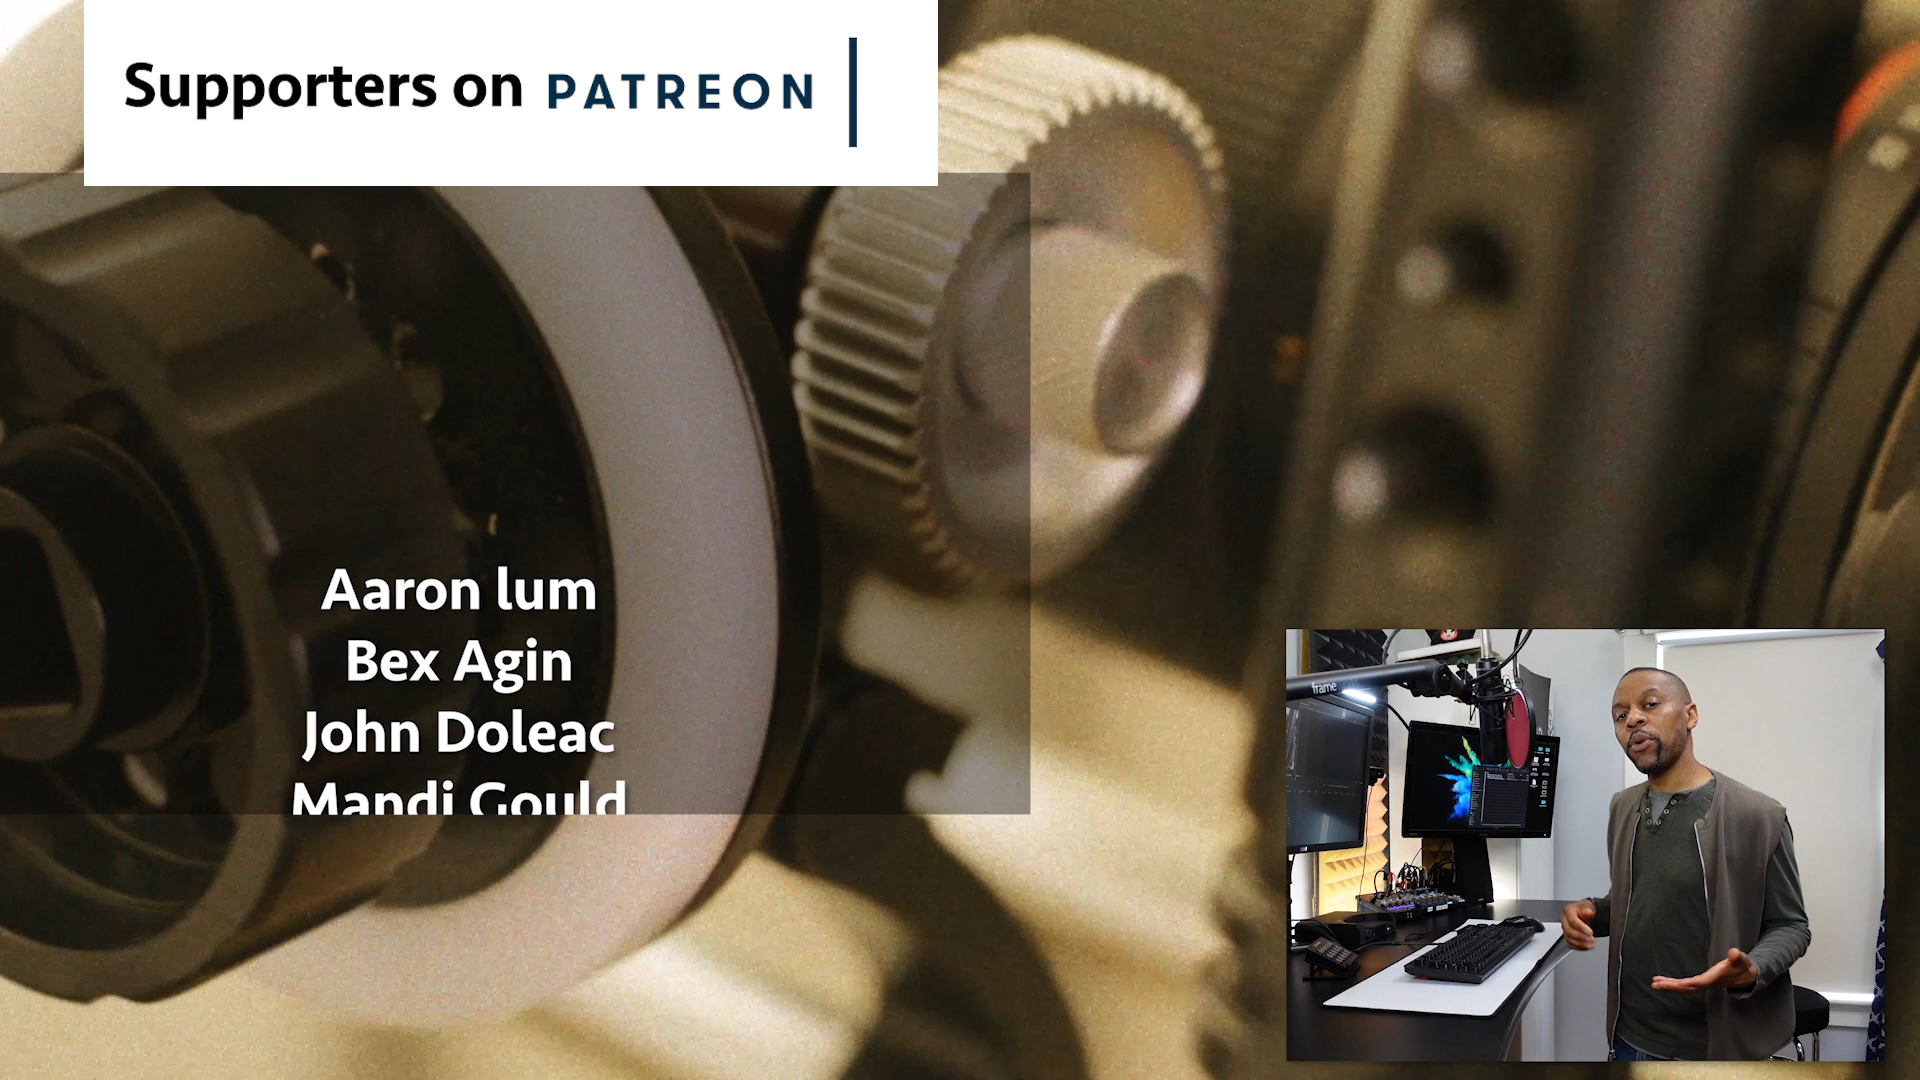 Supporters on PATREON
Aaron lum
Bex Agin
John Doleac
Mandi Gould
frame